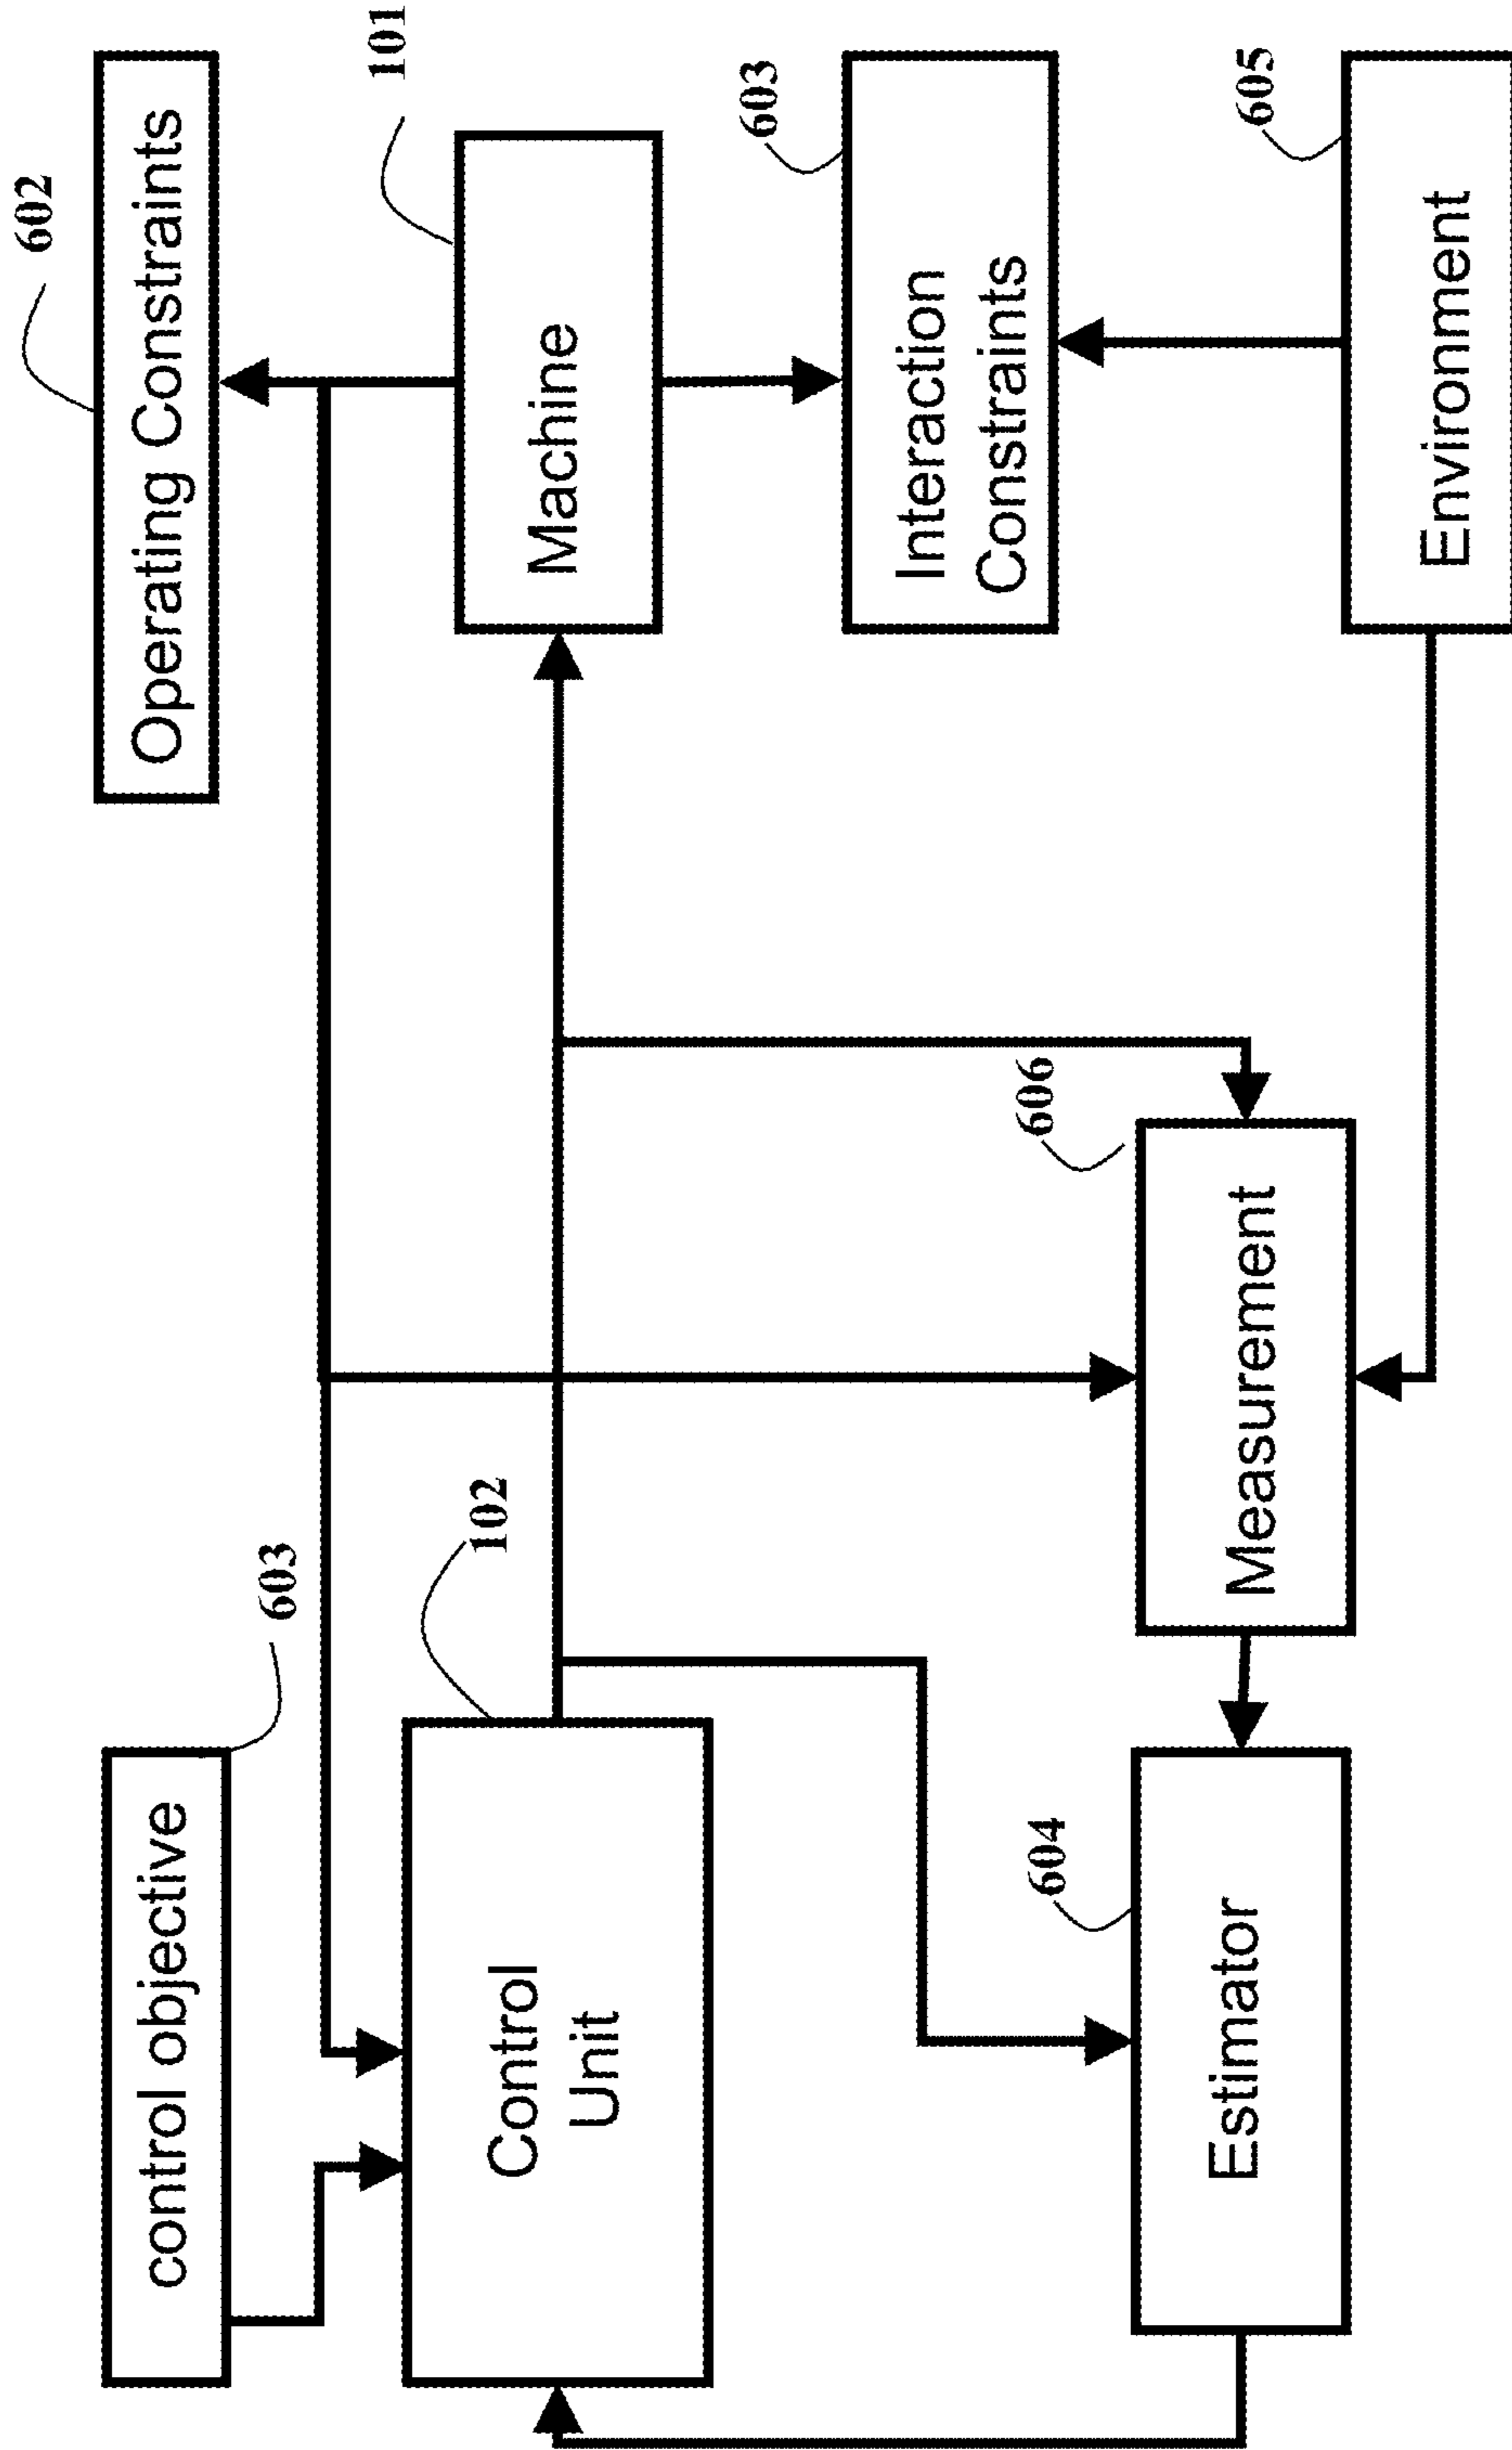 control objective
603
Operating Constraints
602
Control
Unit
102
Machine
101
Interaction
Constraints
603
Estimator
604
Measurement
606
Environment
605